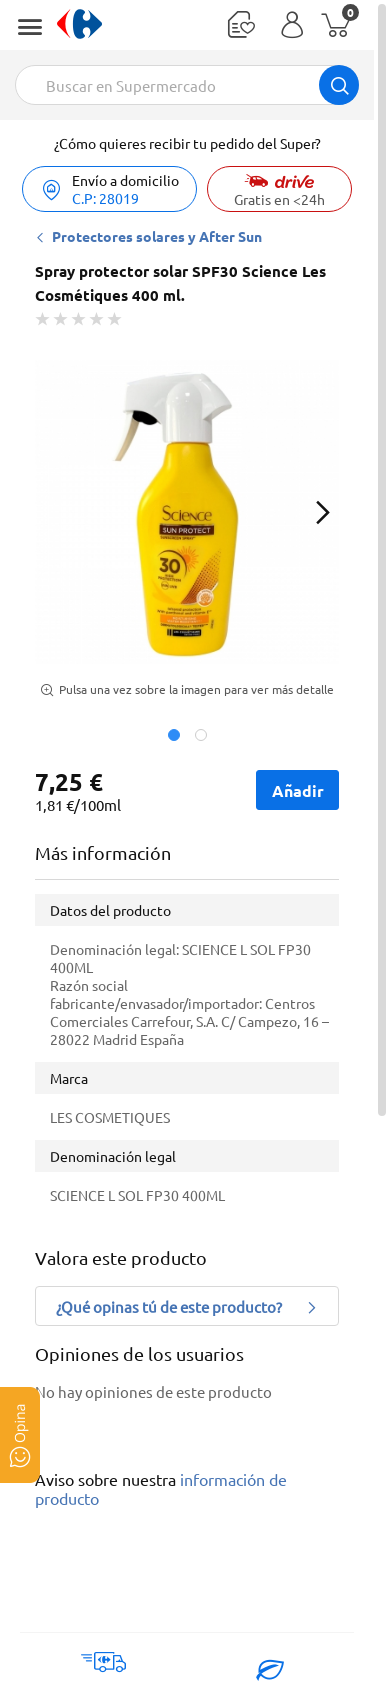 0
Buscar en Supermercado
¿Cómo quieres recibir tu pedido del Super?
Envío a domicilio
C.P: 28019
drive
Gratis en <24h
Protectores solares y After Sun
Spray protector solar SPF30 Science Les
Cosmétiques 400 ml.
Science
SUN PROTECT
30
Pulsa una vez sobre la imagen para ver más detalle
7,25 €
1,81 €/100ml
Añadir
Más información
Datos del producto
Denominación legal: SCIENCE L SOL FP30
400ML
Razón social
fabricante/envasador/importador: Centros
Comerciales Carrefour, S.A. C/ Campezo, 16 –
28022 Madrid España
Marca
LES COSMETIQUES
Denominación legal
SCIENCE L SOL FP30 400ML
Valora este producto
¿Qué opinas tú de este producto?
Opiniones de los usuarios
No hay opiniones de este producto
Opina
Aviso sobre nuestra información de
producto